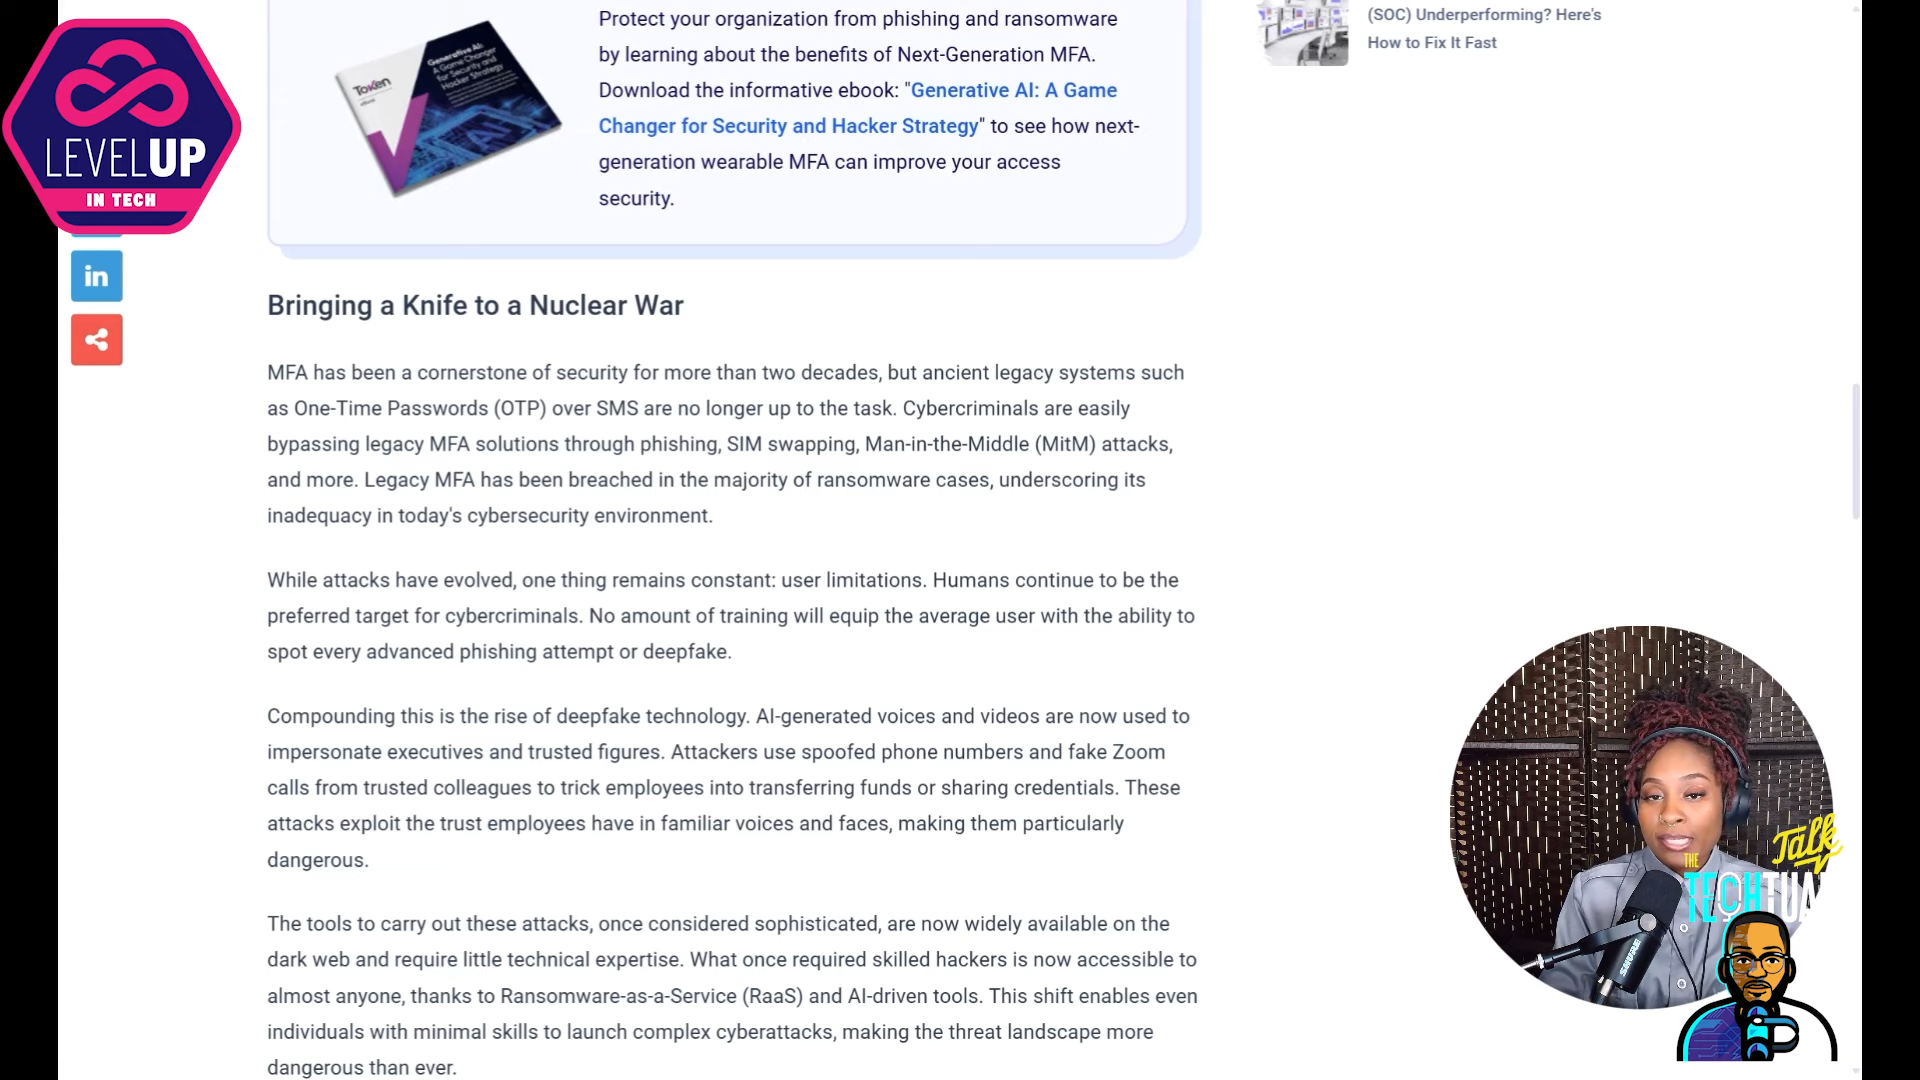 LEVELUP
IN TECH
Token
eBook
Generative AI:
A Game Changer
for Security and
Hacker Strategy
AI
Protect your organization from phishing and ransomware
by learning about the benefits of Next-Generation MFA.
Download the informative ebook: "Generative AI: A Game
Changer for Security and Hacker Strategy" to see how next-
generation wearable MFA can improve your access
security.
(SOC) Underperforming? Here's
How to Fix It Fast
in
Bringing a Knife to a Nuclear War
MFA has been a cornerstone of security for more than two decades, but ancient legacy systems such
as One-Time Passwords (OTP) over SMS are no longer up to the task. Cybercriminals are easily
bypassing legacy MFA solutions through phishing, SIM swapping, Man-in-the-Middle (MitM) attacks,
and more. Legacy MFA has been breached in the majority of ransomware cases, underscoring its
inadequacy in today's cybersecurity environment.
While attacks have evolved, one thing remains constant: user limitations. Humans continue to be the
preferred target for cybercriminals. No amount of training will equip the average user with the ability to
spot every advanced phishing attempt or deepfake.
Compounding this is the rise of deepfake technology. AI-generated voices and videos are now used to
impersonate executives and trusted figures. Attackers use spoofed phone numbers and fake Zoom
calls from trusted colleagues to trick employees into transferring funds or sharing credentials. These
attacks exploit the trust employees have in familiar voices and faces, making them particularly
dangerous.
The tools to carry out these attacks, once considered sophisticated, are now widely available on the
dark web and require little technical expertise. What once required skilled hackers is now accessible to
almost anyone, thanks to Ransomware-as-a-Service (RaaS) and AI-driven tools. This shift enables even
individuals with minimal skills to launch complex cyberattacks, making the threat landscape more
dangerous than ever.
THE
TECHTUA
Talk
SHURE